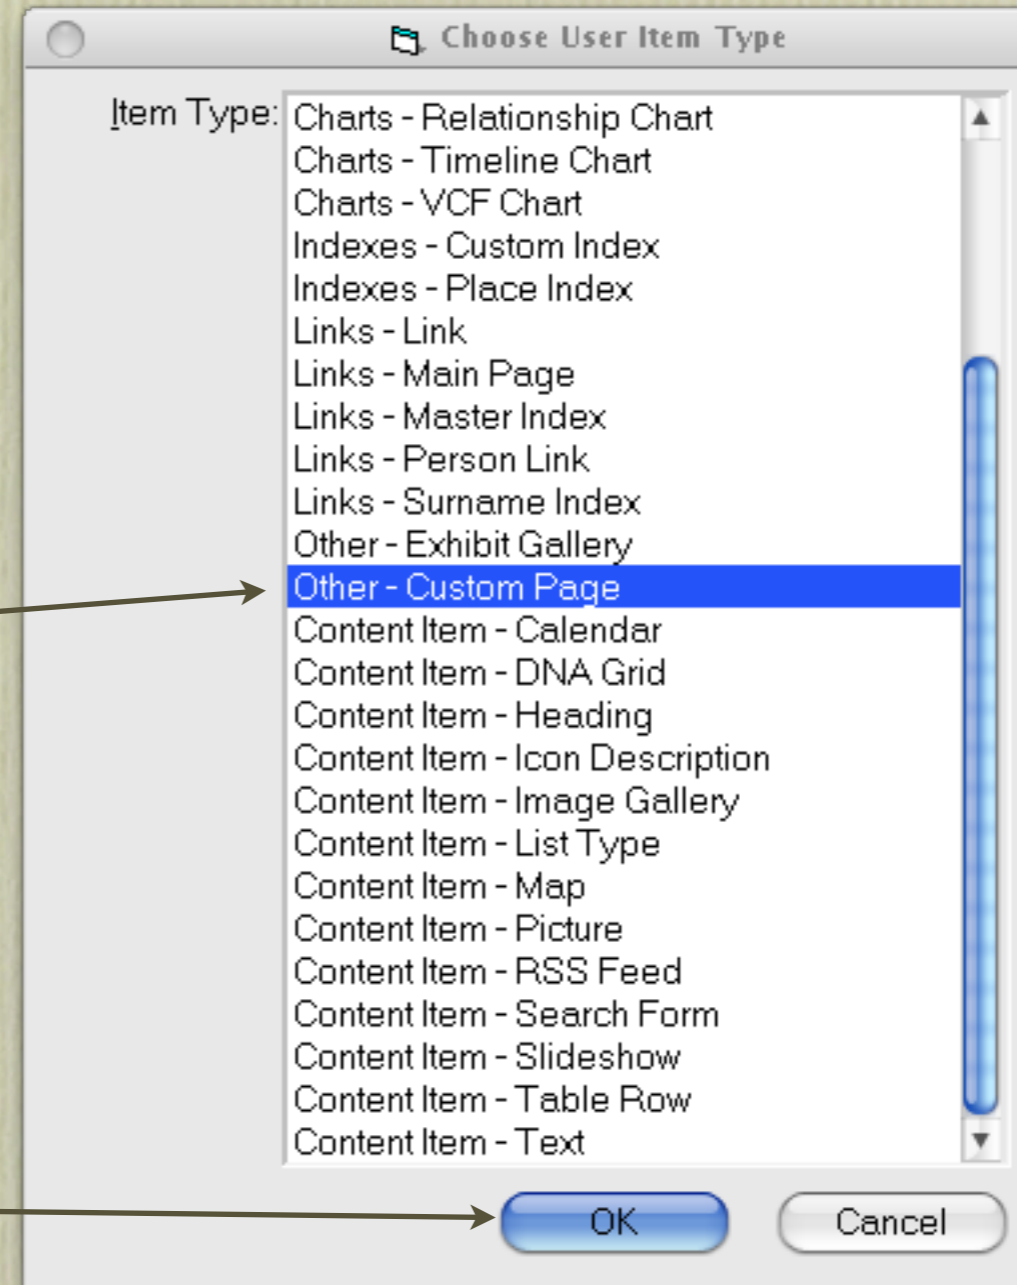 Choose User Item Type
Item Type:
Charts - Relationship Chart
Charts - Timeline Chart
Charts - VCF Chart
Indexes - Custom Index
Indexes - Place Index
Links - Link
Links - Main Page
Links - Master Index
Links - Person Link
Links - Surname Index
Other - Exhibit Gallery
Other - Custom Page
Content Item - Calendar
Content Item - DNA Grid
Content Item - Heading
Content Item - Icon Description
Content Item - Image Gallery
Content Item - List Type
Content Item - Map
Content Item - Picture
Content Item - RSS Feed
Content Item - Search Form
Content Item - Slideshow
Content Item - Table Row
Content Item - Text
OK Cancel